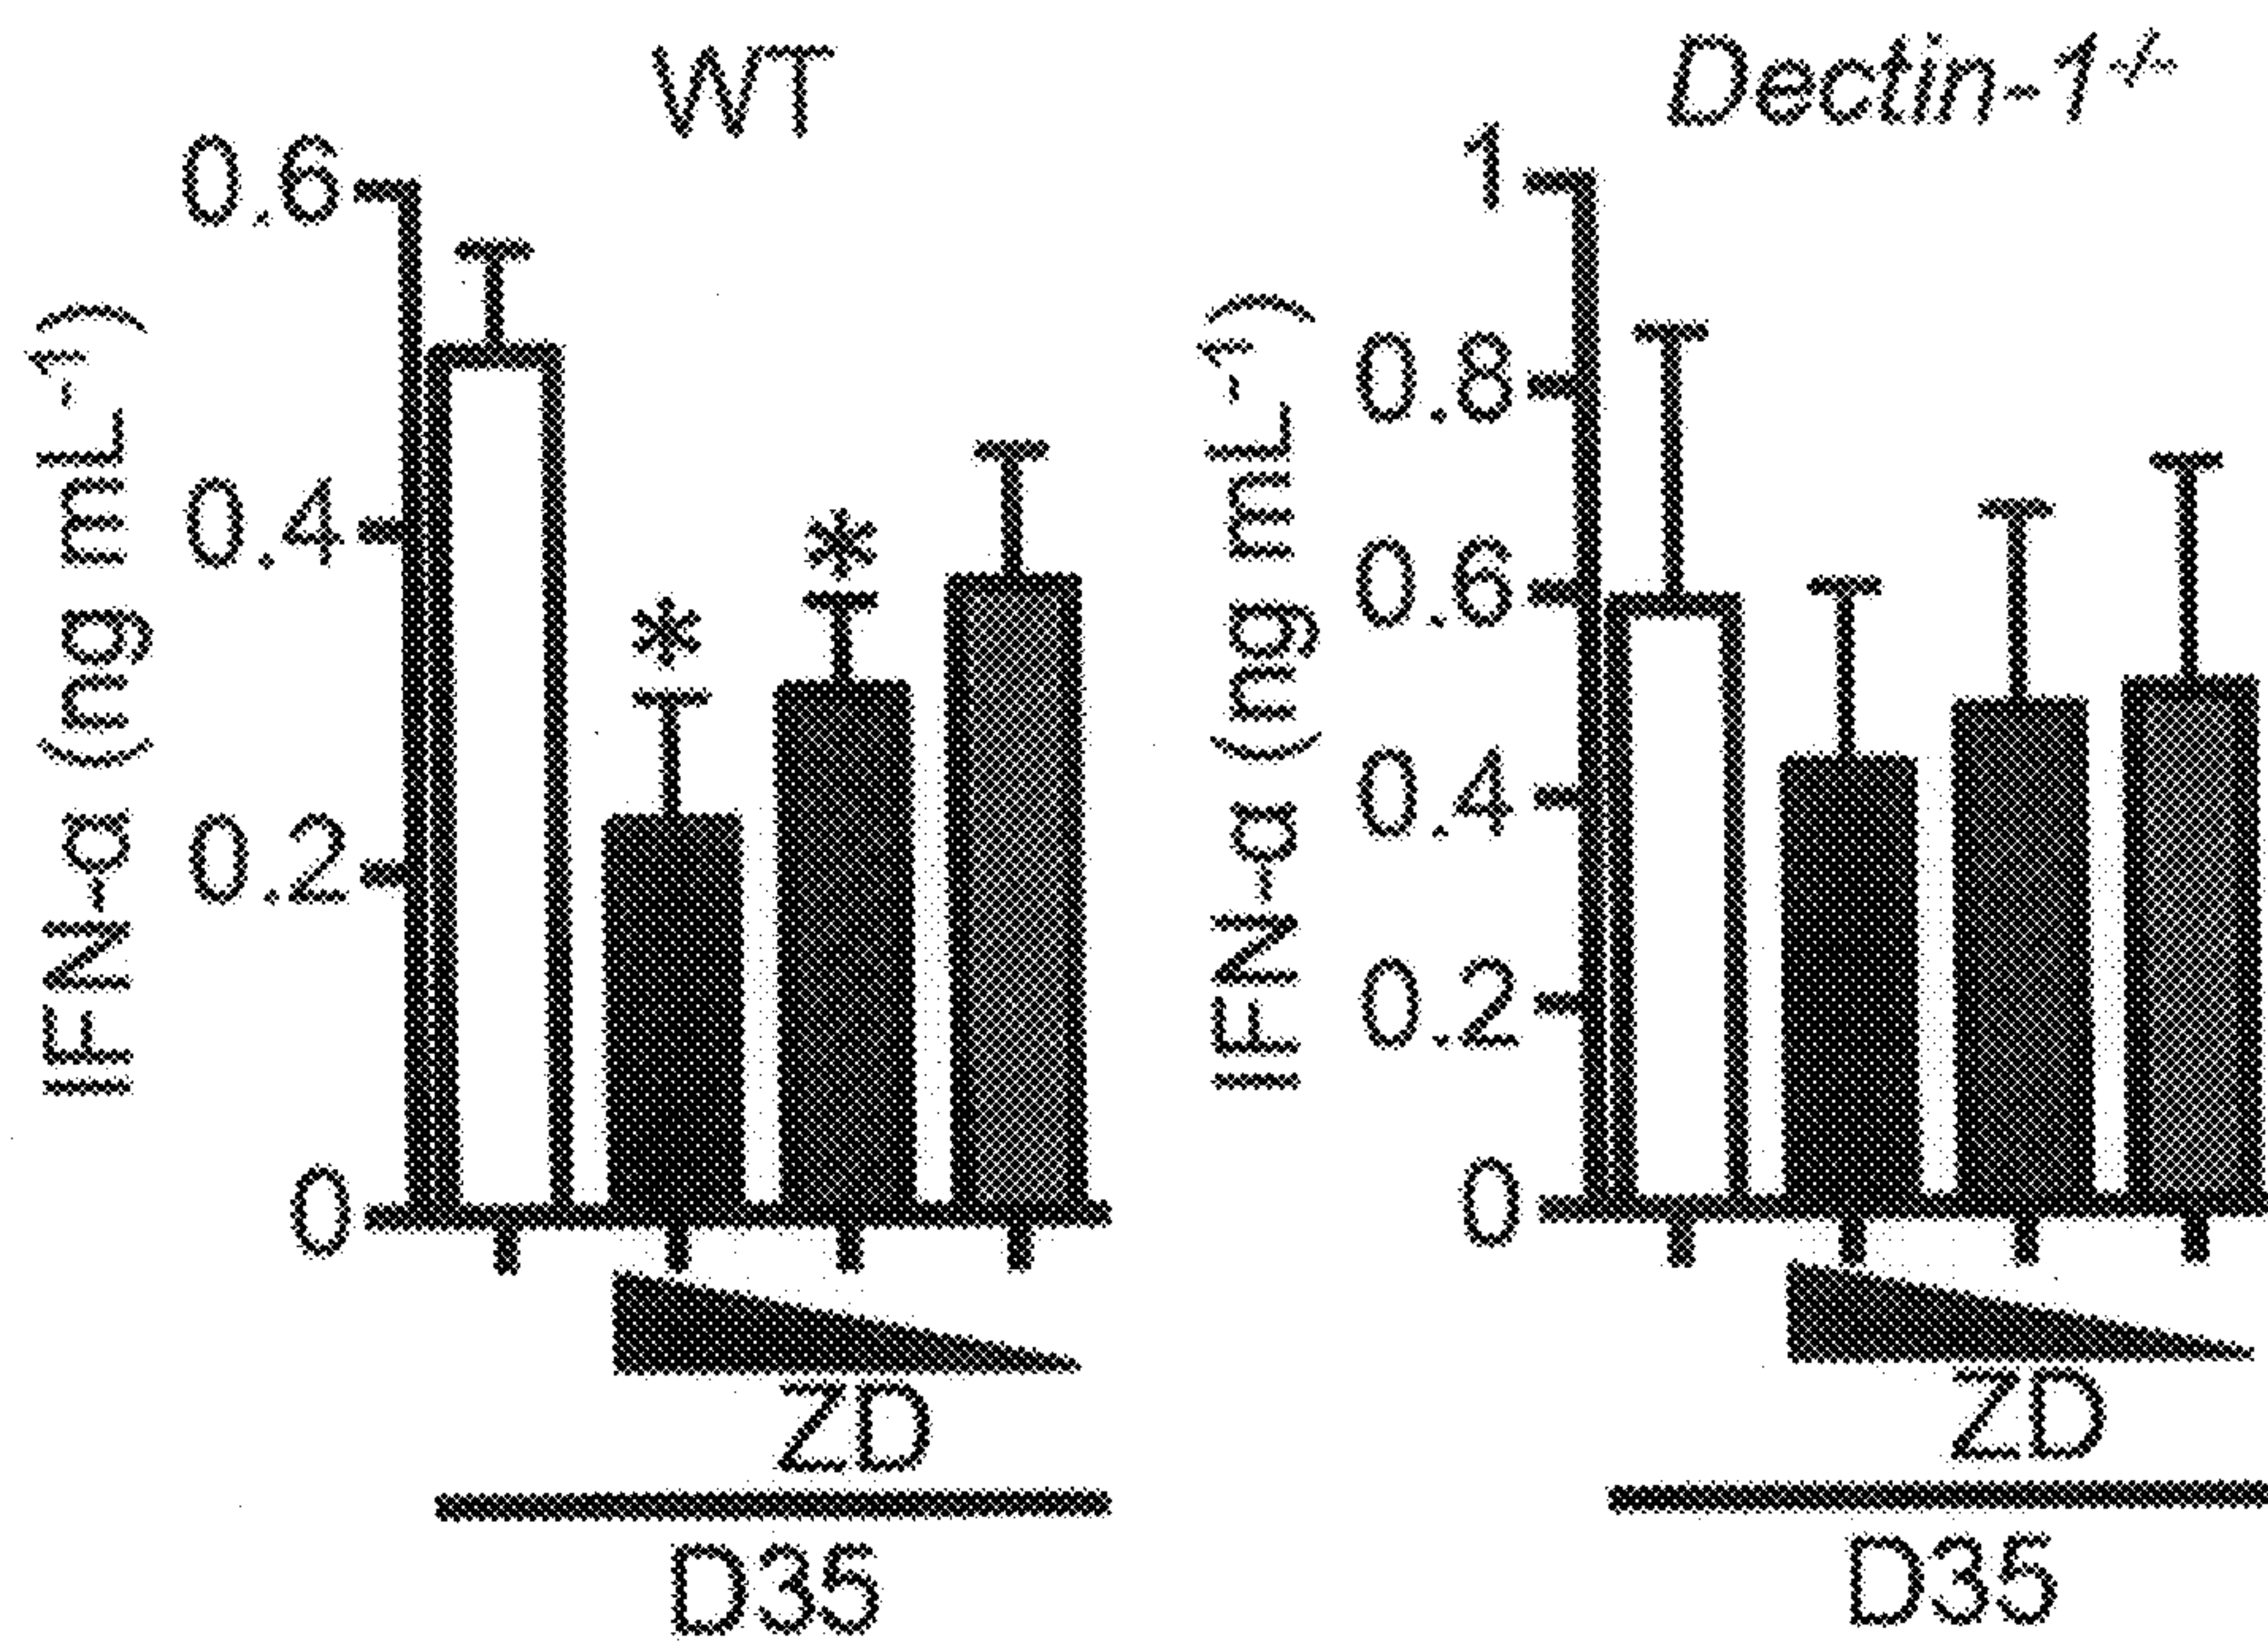 WT
IFN-α (ng mL⁻¹)
0.6
0.4
0.2
0
*
*
ZD
D35
Dectin-1⁻/⁻
IFN-α (ng mL⁻¹)
1
0.8
0.6
0.4
0.2
0
ZD
D35